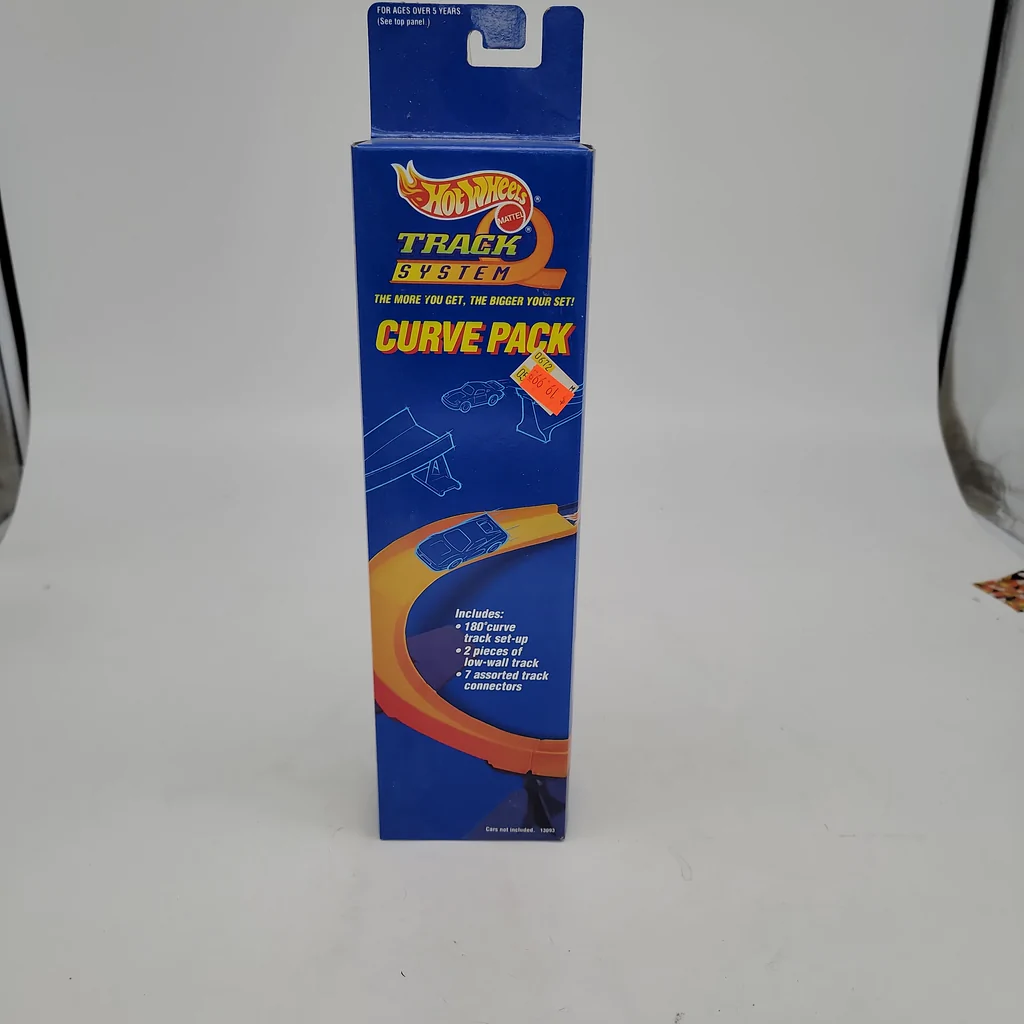 FOR AGES OVER 5 YEARS.
(See top panel.)
HOT WHEELS ®
MATTEL ®
TRACK
SYSTEM
THE MORE YOU GET, THE BIGGER YOUR SET!
CURVE PACK
0672
Includes:
• 180°curve
track set-up
• 2 pieces of
low-wall track
• 7 assorted track
connectors
Cars not included. 13093